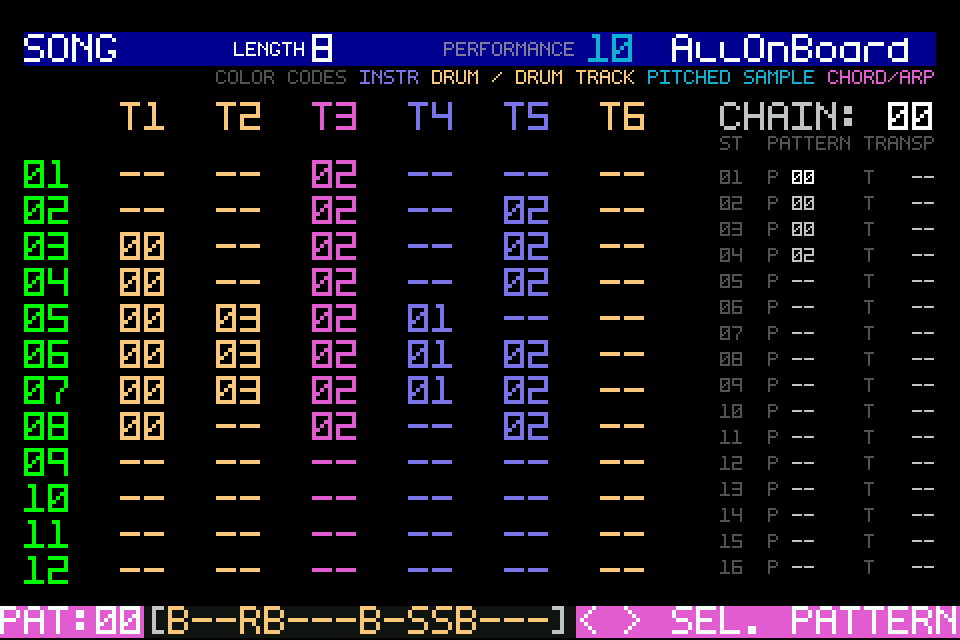 SONG LENGTH 8 PERFORMANCE 10 AllOnBoard
COLOR CODES INSTR DRUM / DRUM TRACK PITCHED SAMPLE CHORD/ARP
T1 T2 T3 T4 T5 T6 CHAIN: 00
ST PATTERN TRANSP
01 -- -- 02 -- -- -- 01 P 00 T --
02 -- -- 02 -- 02 -- 02 P 00 T --
03 00 -- 02 -- 02 -- 03 P 00 T --
04 00 -- 02 -- 02 -- 04 P 02 T --
05 00 03 02 01 -- -- 05 P -- T --
06 00 03 02 01 02 -- 06 P -- T --
07 00 03 02 01 02 -- 07 P -- T --
08 00 -- 02 -- 02 -- 08 P -- T --
09 -- -- -- -- -- -- 09 P -- T --
10 -- -- -- -- -- -- 10 P -- T --
11 -- -- -- -- -- -- 11 P -- T --
12 -- -- -- -- -- -- 12 P -- T --
13 P -- T --
14 P -- T --
15 P -- T --
16 P -- T --
PAT:00 [B--RB---B-SSB---] < > SEL. PATTERN